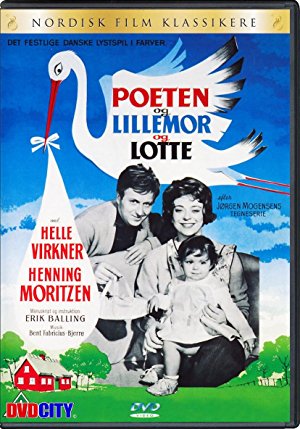 NORDISK FILM KLASSIKERE
DET FESTLIGE DANSKE LYSTSPIL I FARVER
POETEN
og
LILLEMOR
og
LOTTE
efter
JØRGEN MOGENSENS
TEGNESERIE
med
HELLE
VIRKNER
HENNING
MORITZEN
Manuskript og instruktion
ERIK BALLING
Musik
Bent Fabricius-Bjerre
DVDCITY.
DVD
VIDEO